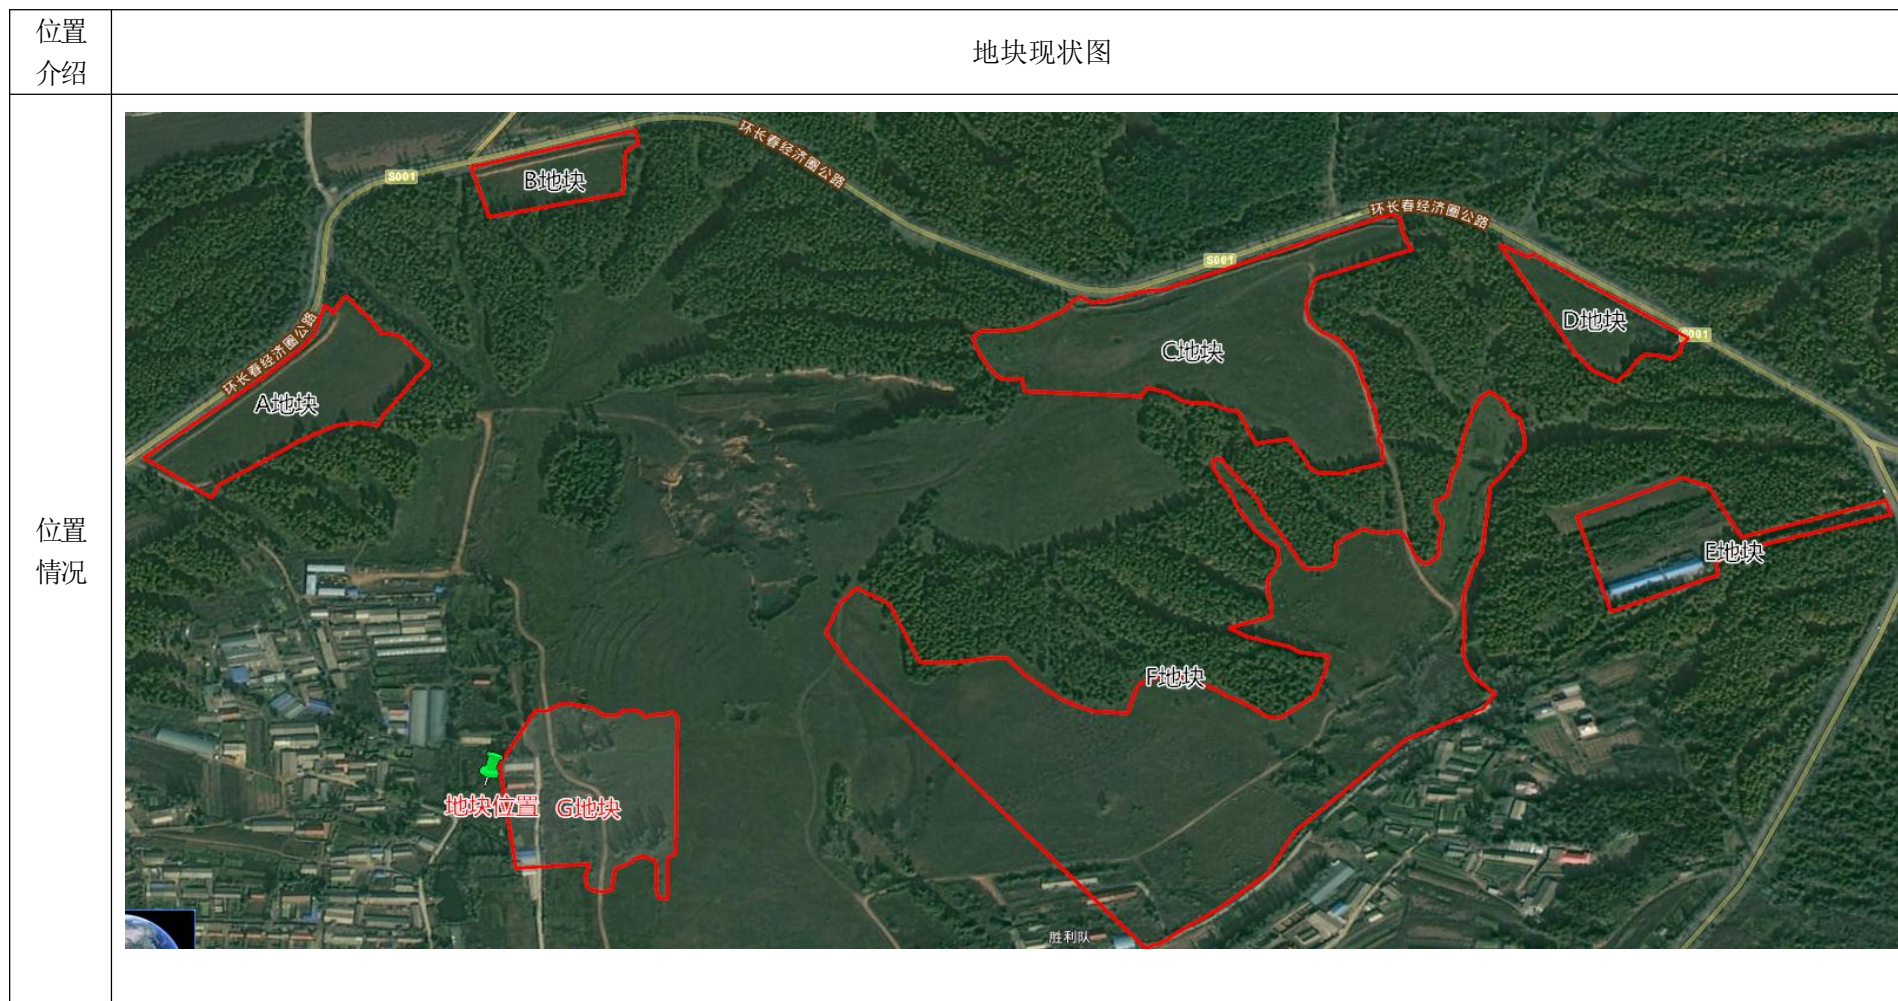 位置
介绍
地块现状图
位置
情况
环长春经济圈公路
S001
B地块
环长春经济圈公路
S001
D地块
S001
C地块
环长春经济圈公路
A地块
E地块
F地块
地块位置
G地块
胜利队